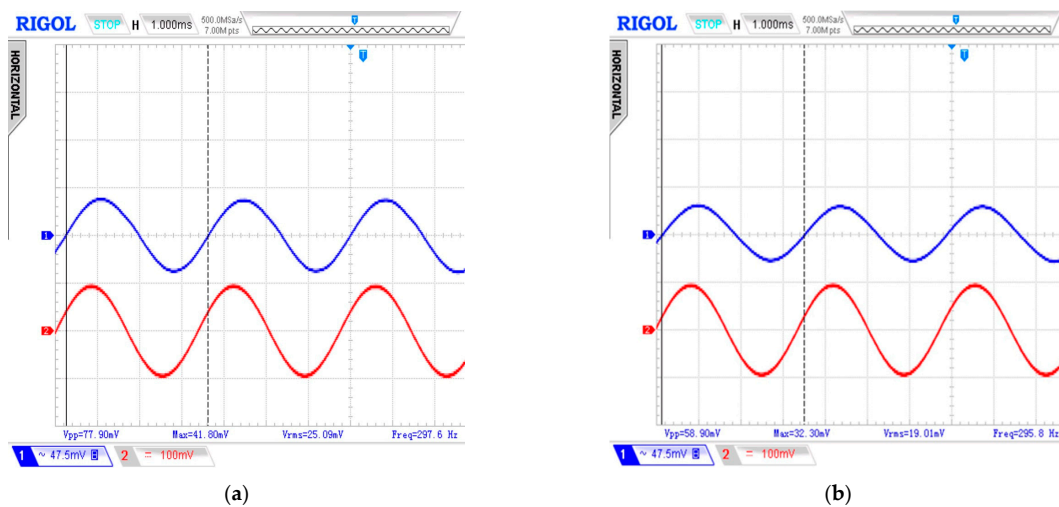 RIGOL STOP H 1.000ms 500.0MSa/s 7.00M pts T
T
HORIZONTAL
1
2
Vpp=77.90mV Max=41.80mV Vrms=25.09mV Freq=297.6 Hz
1 ~ 47.5mV B 2 = 100mV
(a)
RIGOL STOP H 1.000ms 500.0MSa/s 7.00M pts T
T
HORIZONTAL
1
2
Vpp=58.90mV Max=32.30mV Vrms=19.01mV Freq=295.8 Hz
1 ~ 47.5mV B 2 = 100mV
(b)